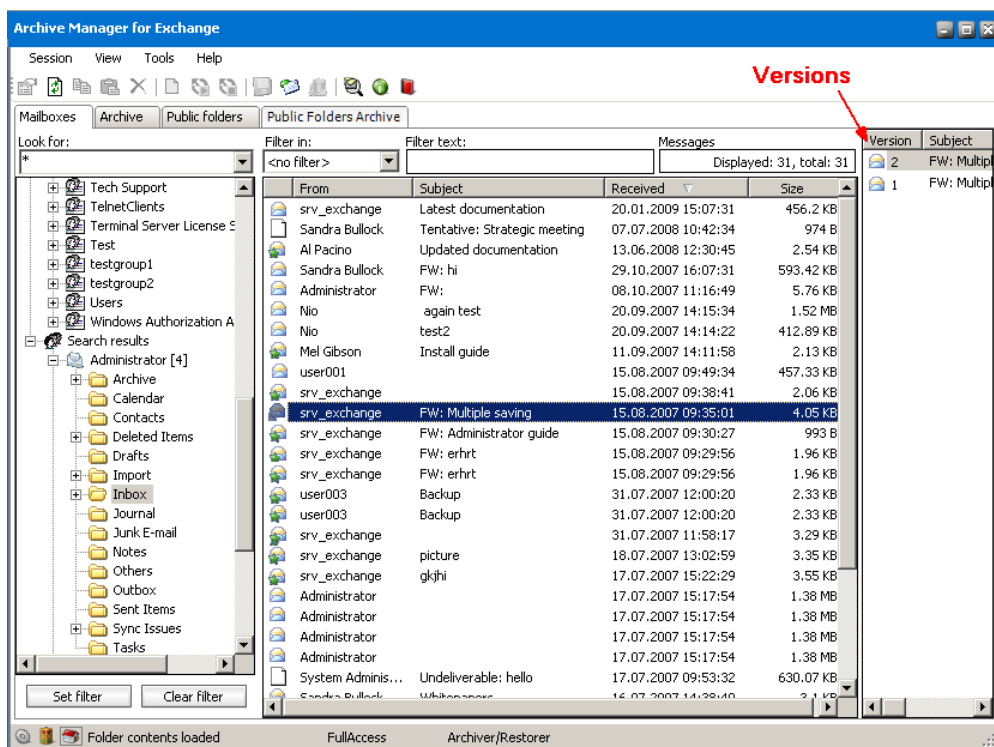 Archive Manager for Exchange
Session View Tools Help
Versions
Mailboxes Archive Public folders Public Folders Archive
Look for:
*
Filter in: Filter text: Messages
<no filter> Displayed: 31, total: 31
Tech Support
TelnetClients
Terminal Server License S
Test
testgroup1
testgroup2
Users
Windows Authorization A
Search results
Administrator [4]
Archive
Calendar
Contacts
Deleted Items
Drafts
Import
Inbox
Journal
Junk E-mail
Notes
Others
Outbox
Sent Items
Sync Issues
Tasks
Set filter Clear filter
From Subject Received Size
srv_exchange Latest documentation 20.01.2009 15:07:31 456.2 KB
Sandra Bullock Tentative: Strategic meeting 07.07.2008 10:42:34 974 B
Al Pacino Updated documentation 13.06.2008 12:30:45 2.54 KB
Sandra Bullock FW: hi 29.10.2007 16:07:31 593.42 KB
Administrator FW: 08.10.2007 11:16:49 5.76 KB
Nio again test 20.09.2007 14:15:34 1.52 MB
Nio test2 20.09.2007 14:14:22 412.89 KB
Mel Gibson Install guide 11.09.2007 14:11:58 2.13 KB
user001 15.08.2007 09:49:34 457.33 KB
srv_exchange 15.08.2007 09:38:41 2.06 KB
srv_exchange FW: Multiple saving 15.08.2007 09:35:01 4.05 KB
srv_exchange FW: Administrator guide 15.08.2007 09:30:27 993 B
srv_exchange FW: erhrt 15.08.2007 09:29:56 1.96 KB
srv_exchange FW: erhrt 15.08.2007 09:29:56 1.96 KB
user003 Backup 31.07.2007 12:00:20 2.33 KB
user003 Backup 31.07.2007 12:00:20 2.33 KB
srv_exchange 31.07.2007 11:58:17 3.29 KB
srv_exchange picture 18.07.2007 13:02:59 3.35 KB
srv_exchange gkjhi 17.07.2007 15:22:29 3.55 KB
Administrator 17.07.2007 15:17:54 1.38 MB
Administrator 17.07.2007 15:17:54 1.38 MB
Administrator 17.07.2007 15:17:54 1.38 MB
Administrator 17.07.2007 15:17:54 1.38 MB
System Adminis... Undeliverable: hello 17.07.2007 09:53:32 630.07 KB
Sandra Bullock Whitepapers 16.07.2007 14:38:40 3.1 KB
Version Subject
2 FW: Multipl
1 FW: Multipl
Folder contents loaded FullAccess Archiver/Restorer